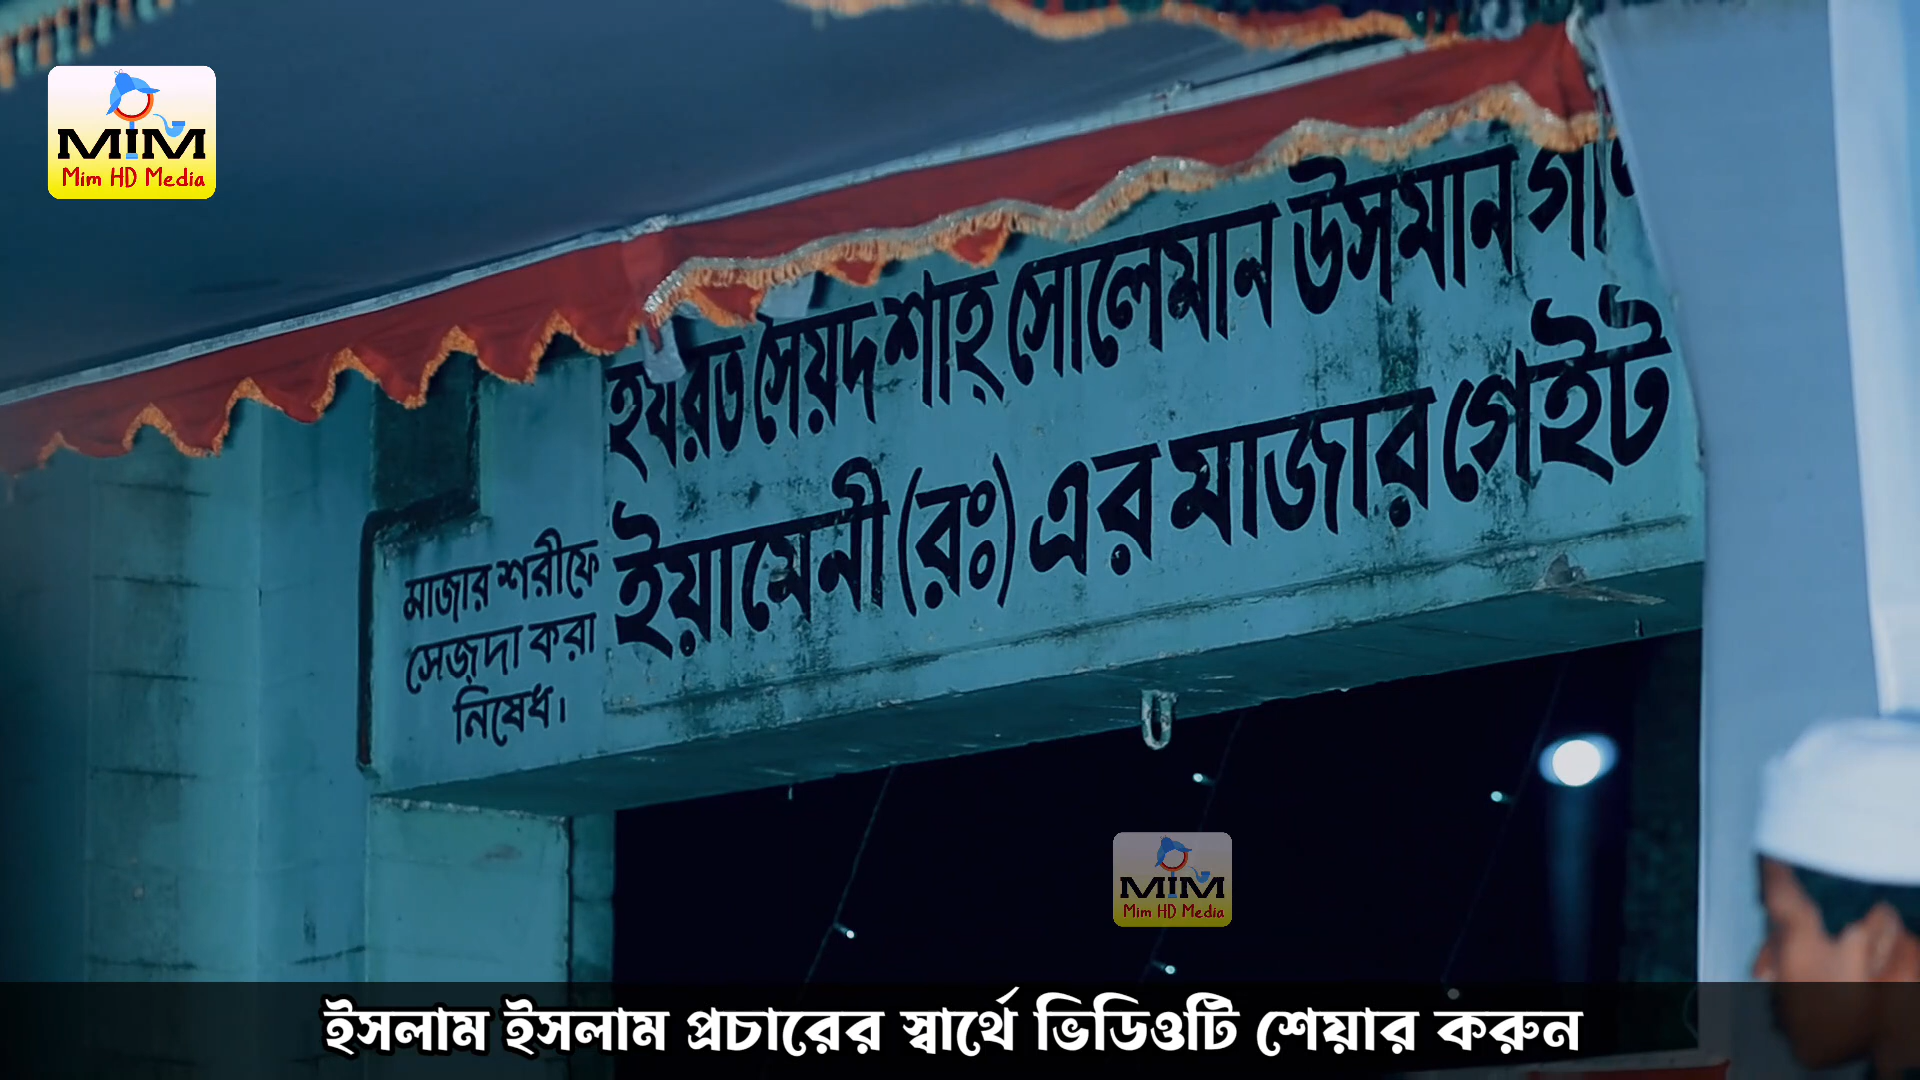 MIM
Mim HD Media
হযরত সৈয়দ শাহ্ সোলেমান উসমান
ইয়ামেনী (রঃ) এর মাজার গেইট
মাজার শরীফে
সেজদা করা
নিষেধ।
MIM
Mim HD Media
ইসলাম ইসলাম প্রচারের স্বার্থে ভিডিওটি শেয়ার করুন